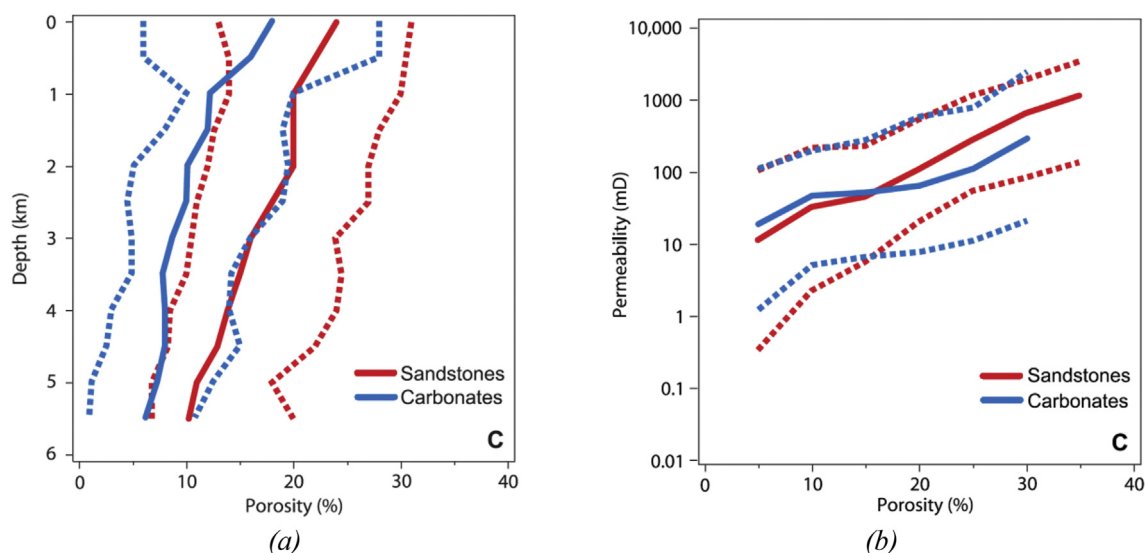 0
1
2
3
4
5
6
Depth (km)
Sandstones
Carbonates
C
0 10 20 30 40
Porosity (%)
(a)
10,000
1000
100
10
1
0.1
0.01
Permeability (mD)
Sandstones
Carbonates
C
0 10 20 30 40
Porosity (%)
(b)